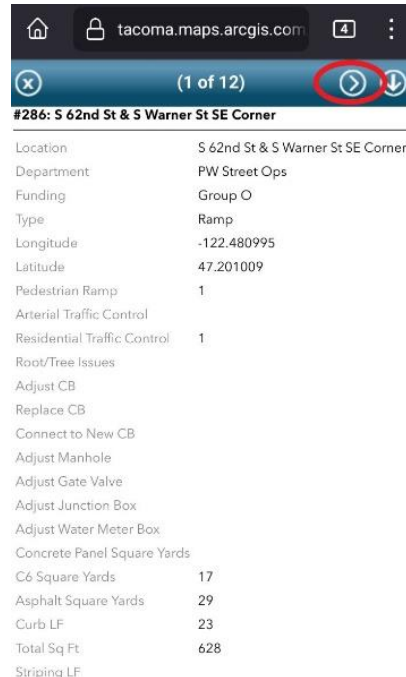 tacoma.maps.arcgis.com 4
(1 of 12)
#286: S 62nd St & S Warner St SE Corner
Location S 62nd St & S Warner St SE Corner
Department PW Street Ops
Funding Group O
Type Ramp
Longitude -122.480995
Latitude 47.201009
Pedestrian Ramp 1
Arterial Traffic Control
Residential Traffic Control 1
Root/Tree Issues
Adjust CB
Replace CB
Connect to New CB
Adjust Manhole
Adjust Gate Valve
Adjust Junction Box
Adjust Water Meter Box
Concrete Panel Square Yards
C6 Square Yards 17
Asphalt Square Yards 29
Curb LF 23
Total Sq Ft 628
Striping LF